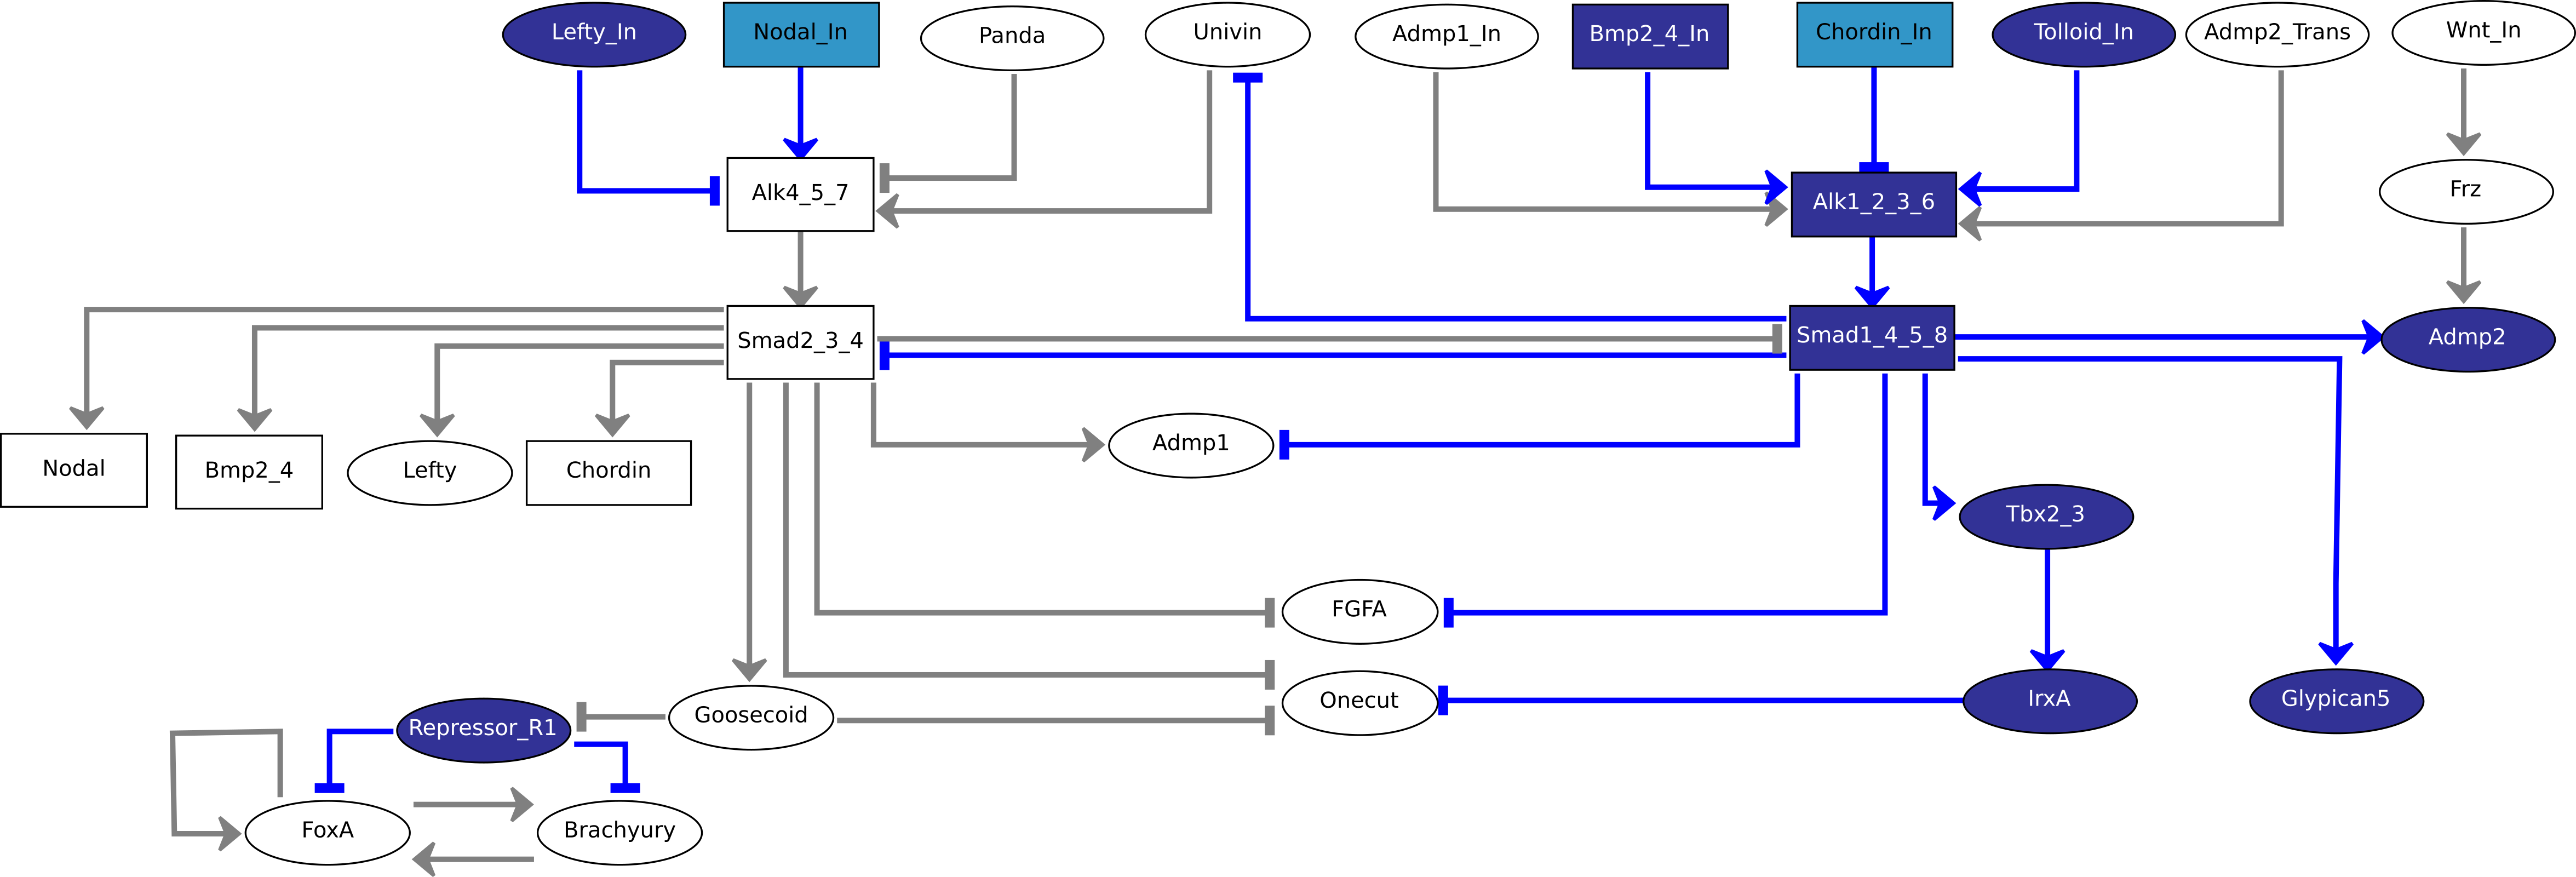 Lefty_In
Nodal_In
Panda
Univin
Admp1_In
Bmp2_4_In
Chordin_In
Tolloid_In
Admp2_Trans
Wnt_In
Alk4_5_7
Alk1_2_3_6
Frz
Smad2_3_4
Smad1_4_5_8
Admp2
Nodal
Bmp2_4
Lefty
Chordin
Admp1
Tbx2_3
FGFA
Repressor_R1
Goosecoid
Onecut
IrxA
Glypican5
FoxA
Brachyury